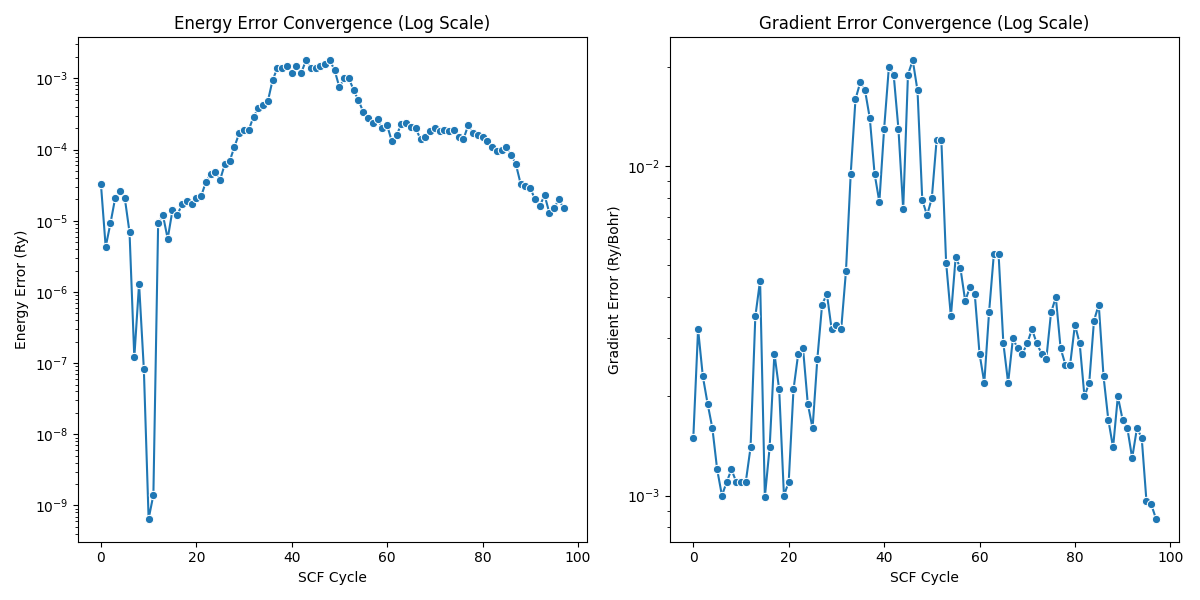 Energy Error Convergence (Log Scale)
Energy Error (Ry)
10⁻³
10⁻⁴
10⁻⁵
10⁻⁶
10⁻⁷
10⁻⁸
10⁻⁹
0 20 40 60 80 100
SCF Cycle
Gradient Error Convergence (Log Scale)
Gradient Error (Ry/Bohr)
10⁻²
10⁻³
0 20 40 60 80 100
SCF Cycle